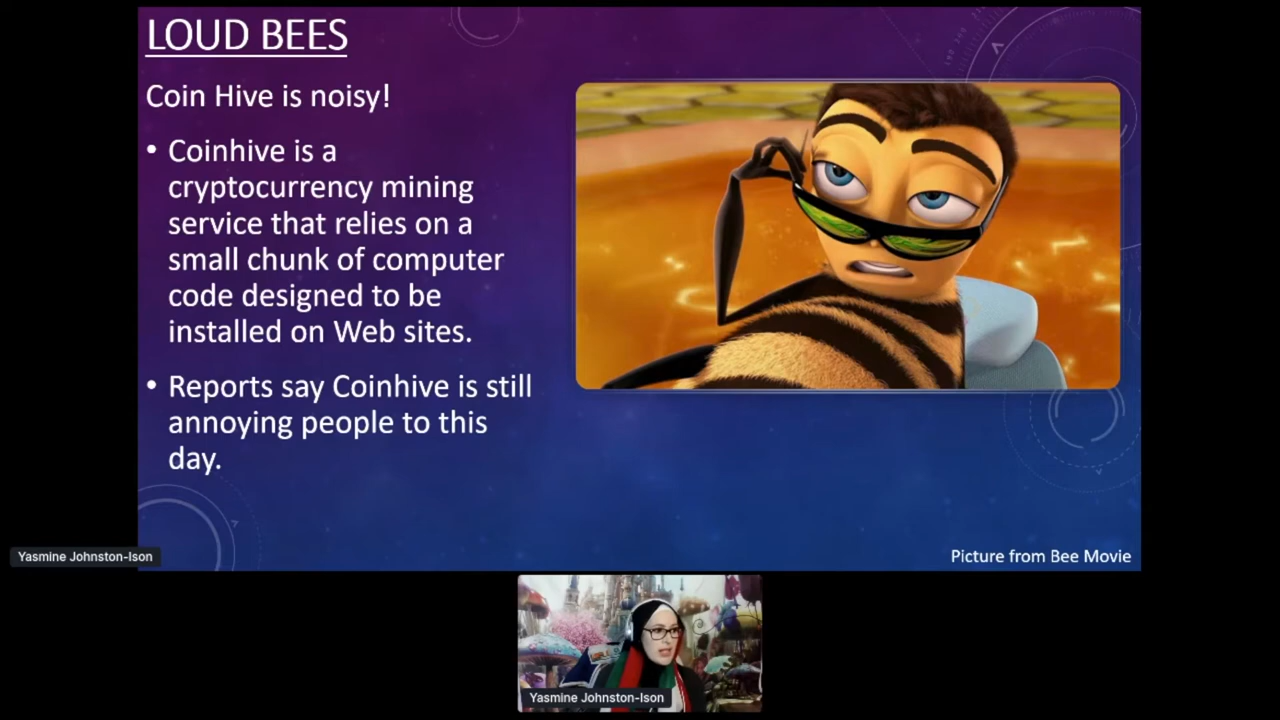 LOUD BEES
Coin Hive is noisy!
• Coinhive is a
cryptocurrency mining
service that relies on a
small chunk of computer
code designed to be
installed on Web sites.
• Reports say Coinhive is still
annoying people to this
day.
Picture from Bee Movie
Yasmine Johnston-Ison
Yasmine Johnston-Ison